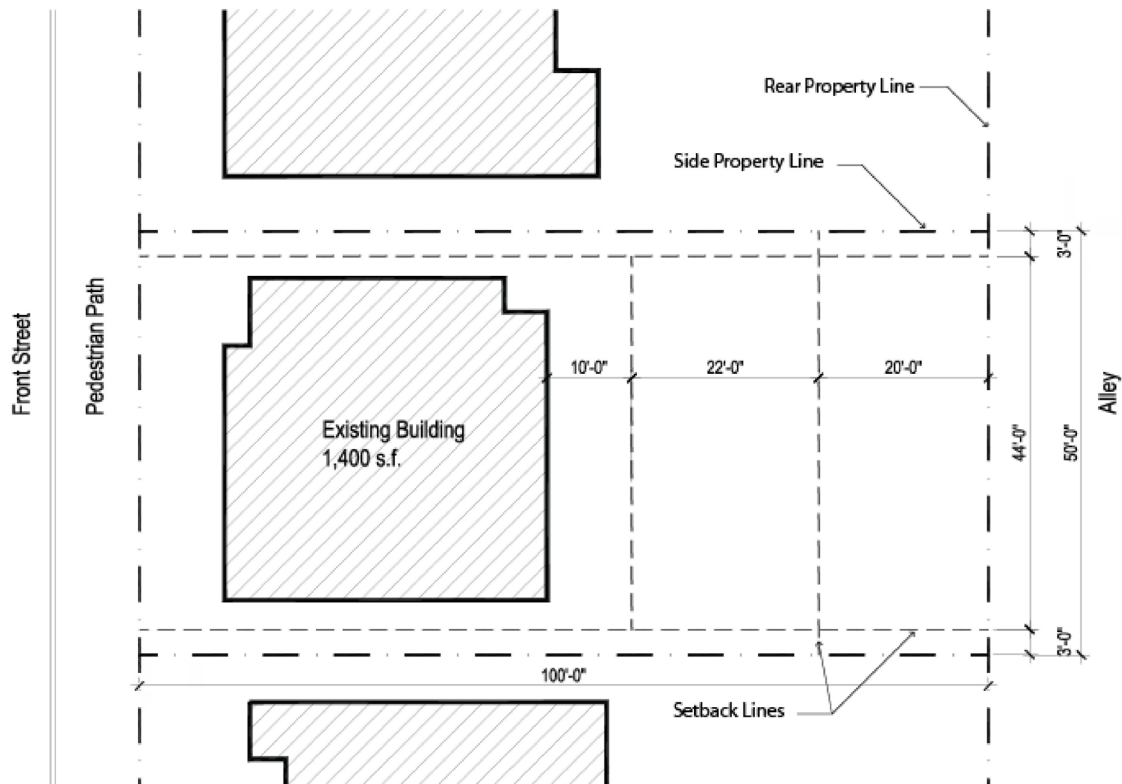 Rear Property Line
Side Property Line
3'-0"
Front Street
Pedestrian Path
10'-0"
22'-0"
20'-0"
Existing Building
1,400 s.f.
44'-0"
50'-0"
Alley
3'-0"
100'-0"
Setback Lines